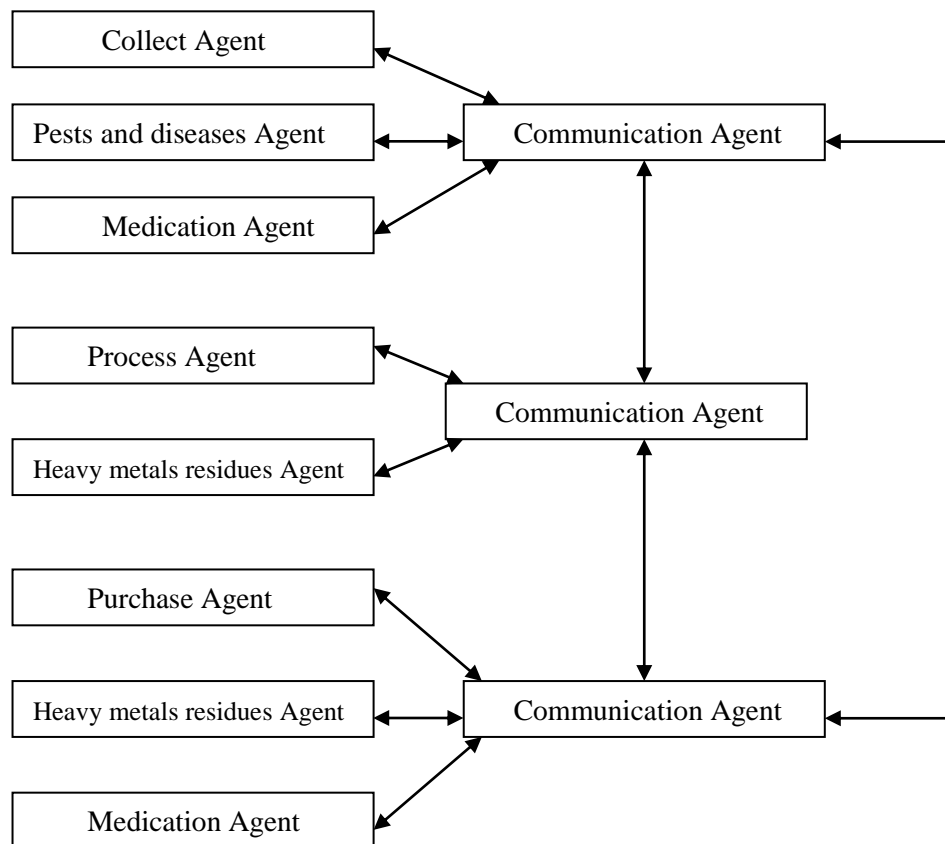 Collect Agent
Pests and diseases Agent
Communication Agent
Medication Agent
Process Agent
Communication Agent
Heavy metals residues Agent
Purchase Agent
Heavy metals residues Agent
Communication Agent
Medication Agent